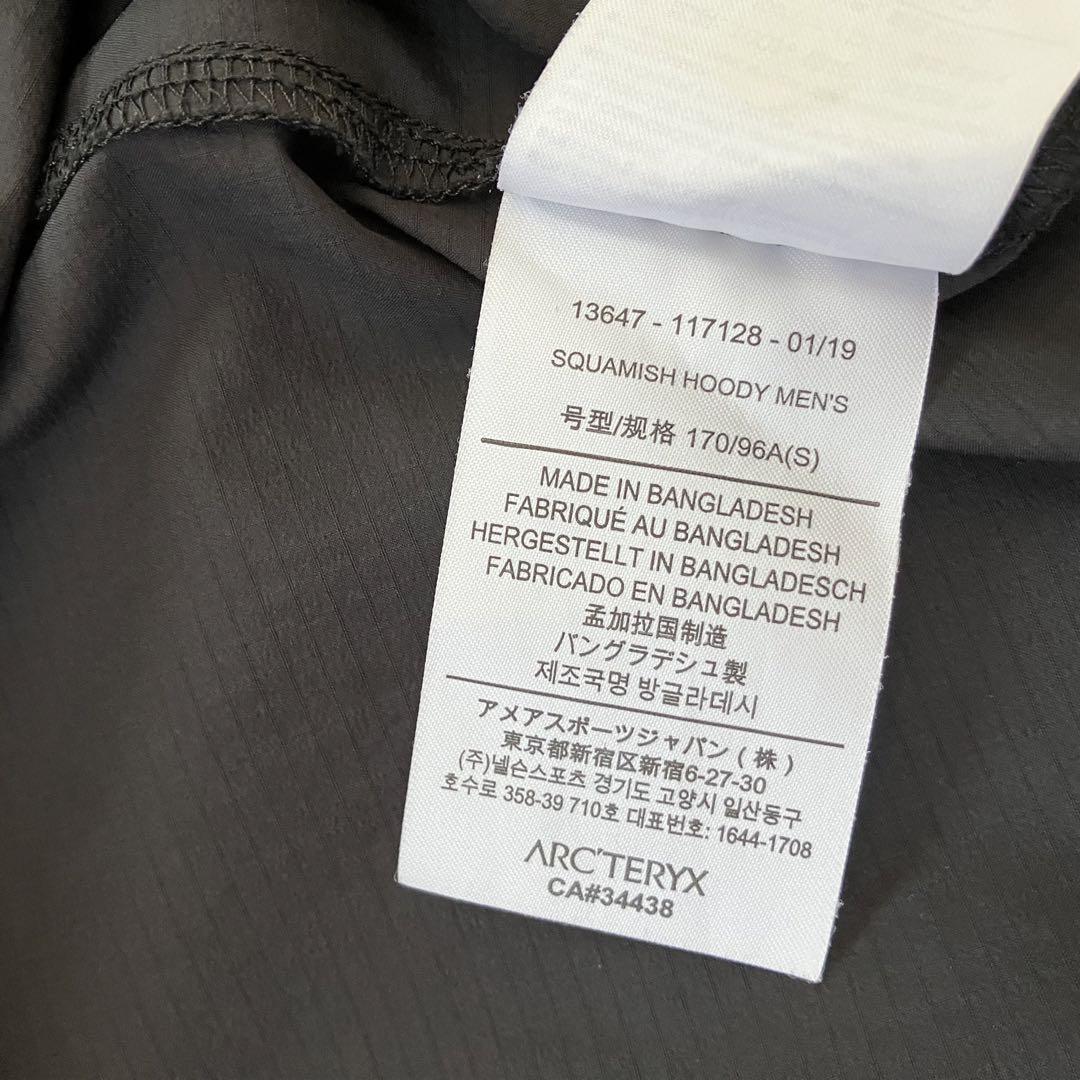 13647 - 117128 - 01/19
SQUAMISH HOODY MEN'S
号型/规格 170/96A(S)
MADE IN BANGLADESH
FABRIQUÉ AU BANGLADESH
HERGESTELLT IN BANGLADESCH
FABRICADO EN BANGLADESH
孟加拉国制造
バングラデシュ製
제조국명 방글라데시
アメアスポーツジャパン（株）
東京都新宿区新宿6-27-30
(주)넬슨스포츠 경기도 고양시 일산동구
호수로 358-39 710호 대표번호: 1644-1708
ARC'TERYX
CA#34438